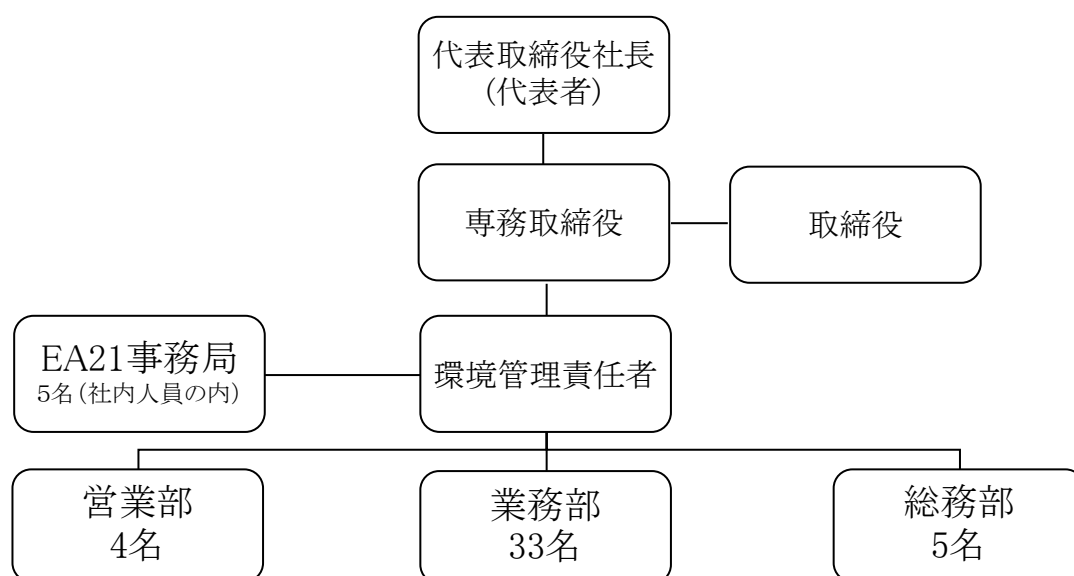 代表取締役社長
(代表者)
専務取締役
取締役
EA21事務局
5名(社内人員の内)
環境管理責任者
営業部
4名
業務部
33名
総務部
5名